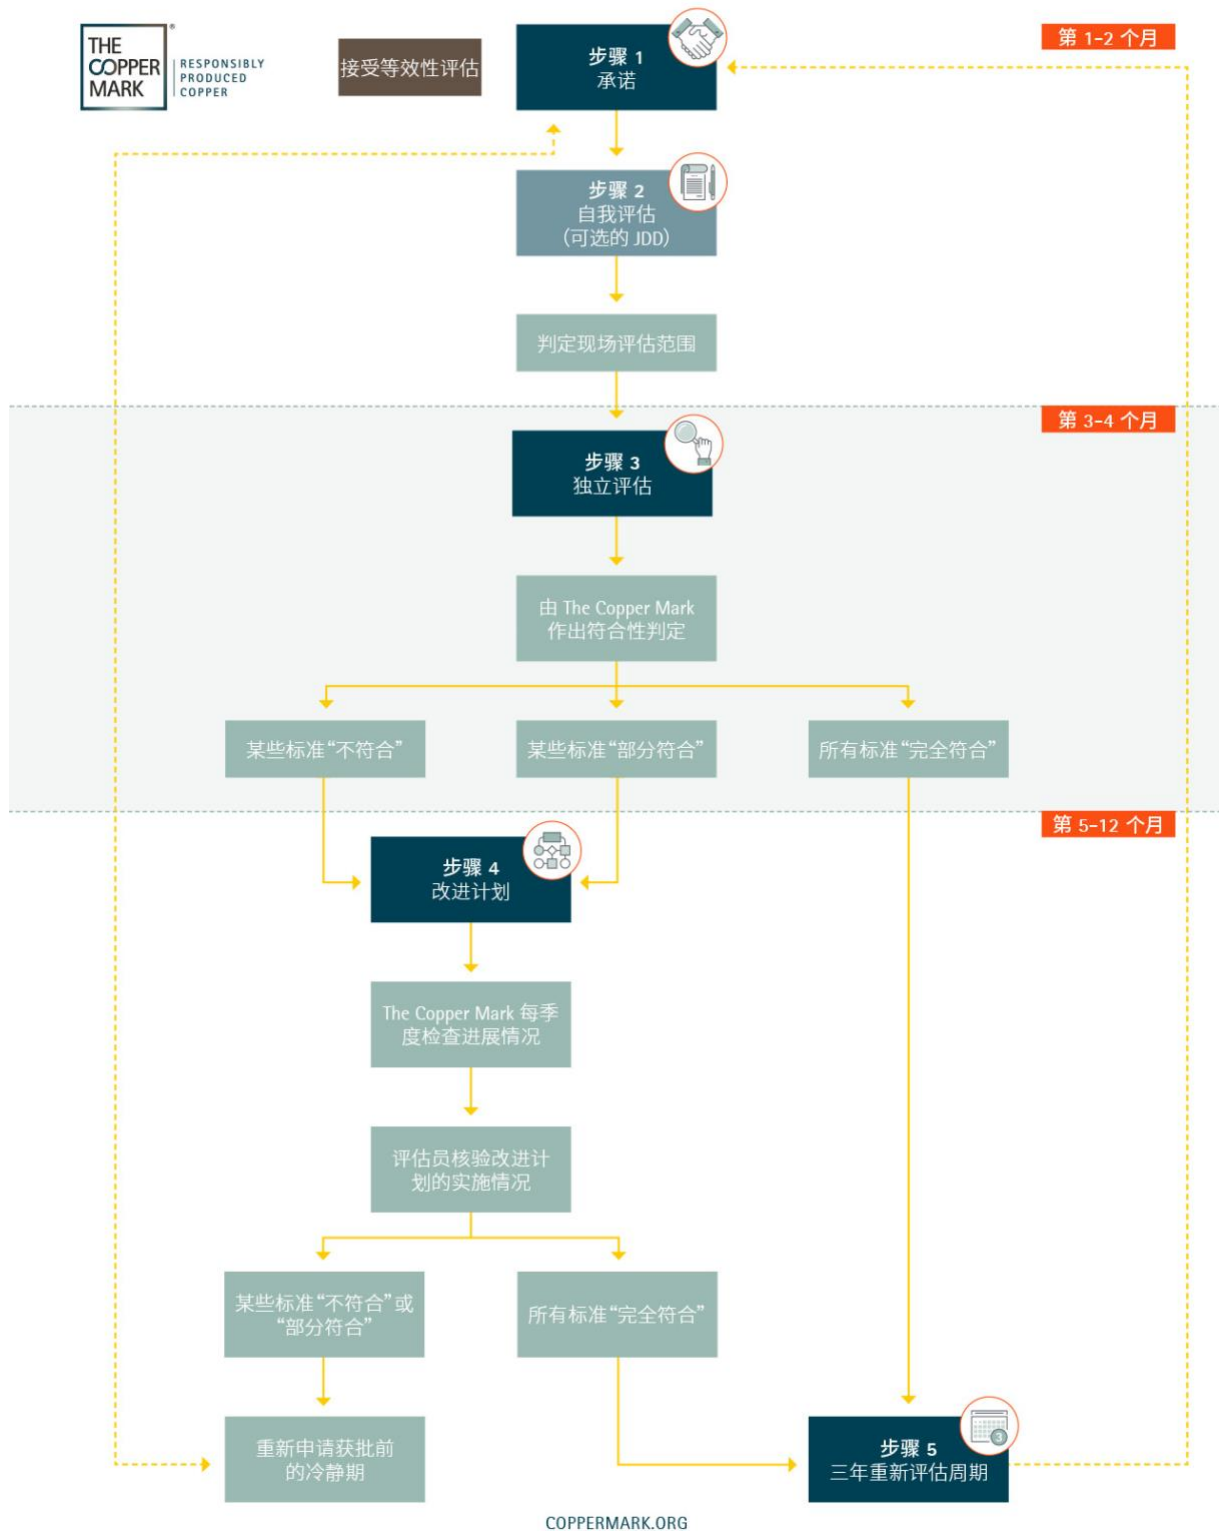 THE
COPPER
MARK
®
RESPONSIBLY
PRODUCED
COPPER
接受等效性评估
步骤 1
承诺
第 1-2 个月
步骤 2
自我评估
（可选的 JDD）
判定现场评估范围
第 3-4 个月
步骤 3
独立评估
由 The Copper Mark
作出符合性判定
某些标准“不符合”
某些标准“部分符合”
所有标准“完全符合”
第 5-12 个月
步骤 4
改进计划
The Copper Mark 每季
度检查进展情况
评估员核验改进计
划的实施情况
某些标准“不符合”或
“部分符合”
所有标准“完全符合”
重新申请获批前
的冷静期
3
步骤 5
三年重新评估周期
COPPERMARK.ORG